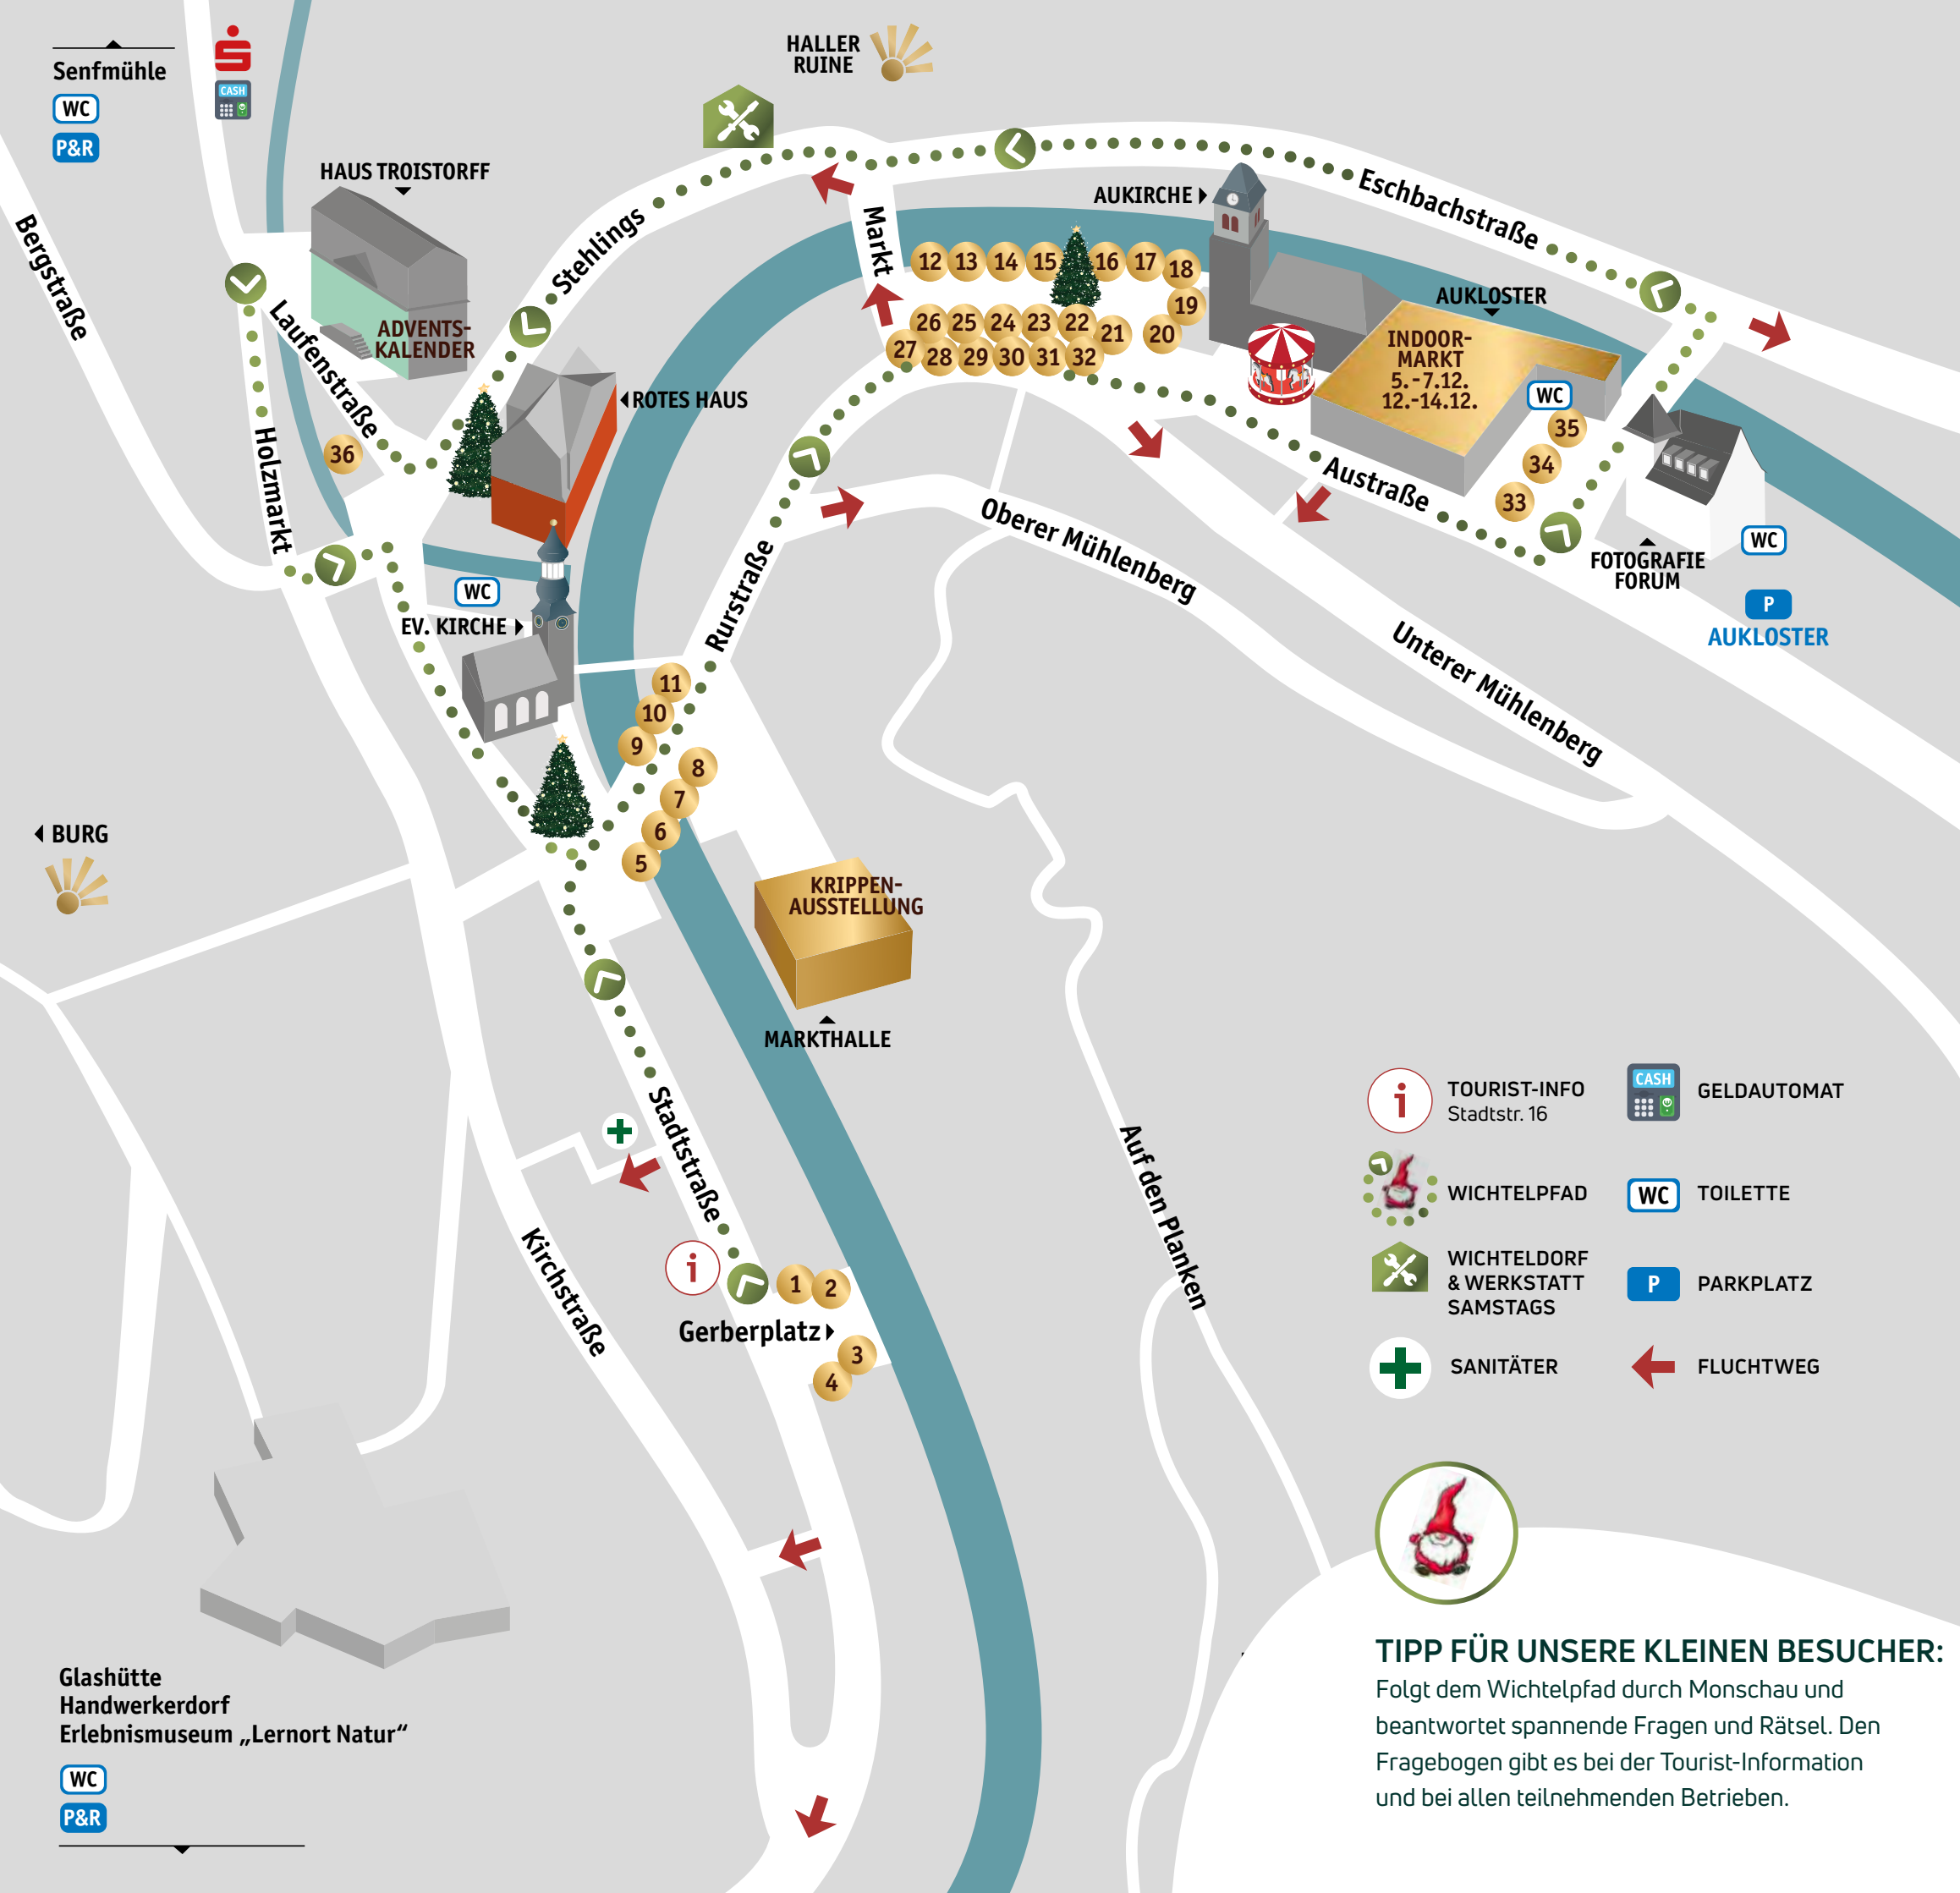 Senfmühle
WC
P&R
CASH
HALLER
RUINE
HAUS TROISTORFF
ADVENTS-
KALENDER
Bergstraße
Laufenstraße
Holzmarkt
Stehlings
Markt
Eschbachstraße
AUKIRCHE
AUKLOSTER
INDOOR-
MARKT
5.-7.12.
12.-14.12.
WC
ROTES HAUS
12
13
14
15
16
17
18
19
20
21
22
23
24
25
26
27
28
29
30
31
32
33
34
35
36
Austraße
FOTOGRAFIE
FORUM
WC
P
AUKLOSTER
Oberer Mühlenberg
Unterer Mühlenberg
Rurstraße
WC
EV. KIRCHE
11
10
9
8
7
6
5
BURG
KRIPPEN-
AUSSTELLUNG
MARKTHALLE
Stadtstraße
Kirchstraße
Auf den Planken
i
1
2
Gerberplatz
3
4
i
TOURIST-INFO
Stadtstr. 16
CASH
GELDAUTOMAT
WICHTELPFAD
WC
TOILETTE
WICHTELDORF
& WERKSTATT
SAMSTAGS
P
PARKPLATZ
SANITÄTER
FLUCHTWEG
Glashütte
Handwerkerdorf
Erlebnismuseum „Lernort Natur“
WC
P&R
TIPP FÜR UNSERE KLEINEN BESUCHER:
Folgt dem Wichtelpfad durch Monschau und
beantwortet spannende Fragen und Rätsel. Den
Fragebogen gibt es bei der Tourist-Information
und bei allen teilnehmenden Betrieben.